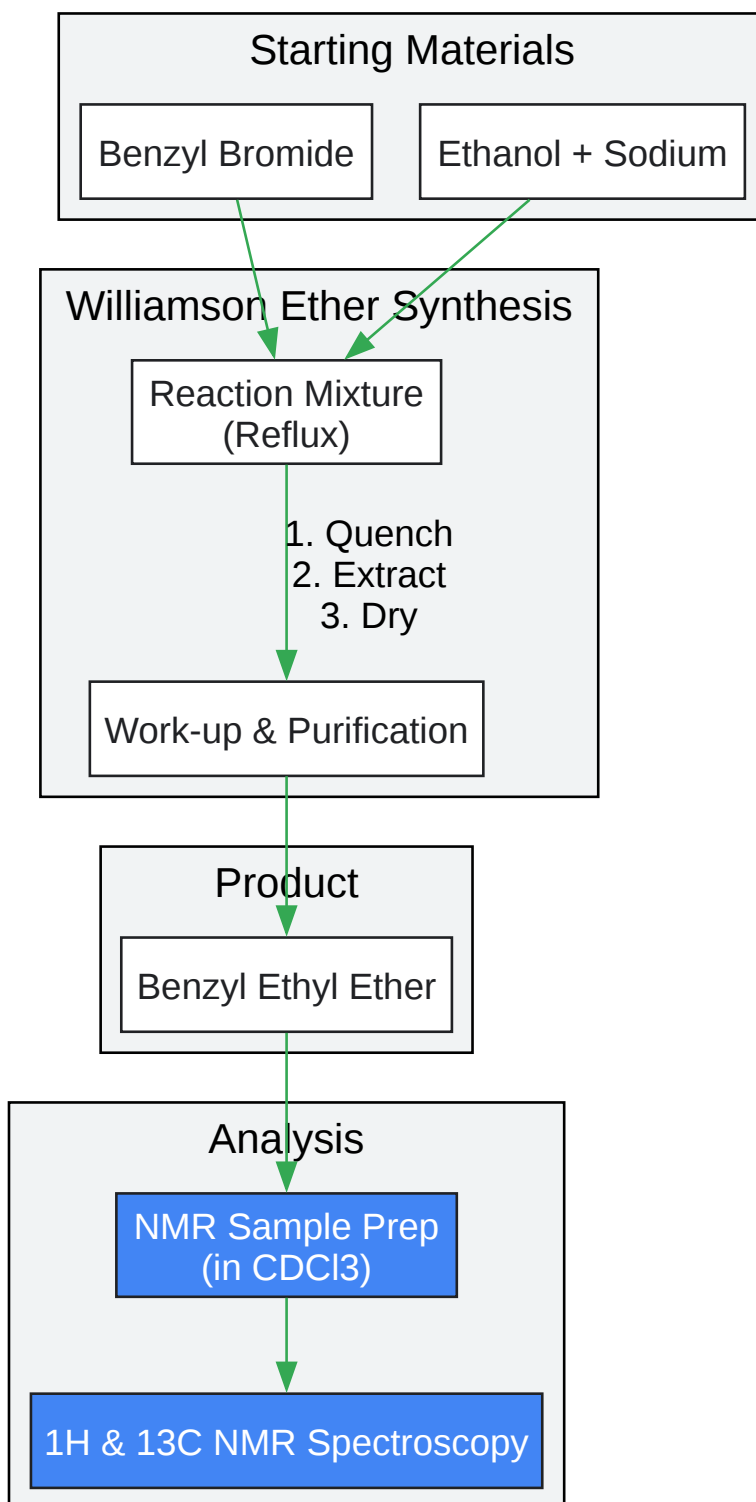 Starting Materials
Benzyl Bromide
Ethanol + Sodium
Williamson Ether Synthesis
Reaction Mixture
(Reflux)
1. Quench
2. Extract
3. Dry
Work-up & Purification
Product
Benzyl Ethyl Ether
Analysis
NMR Sample Prep
(in CDCl3)
1H & 13C NMR Spectroscopy